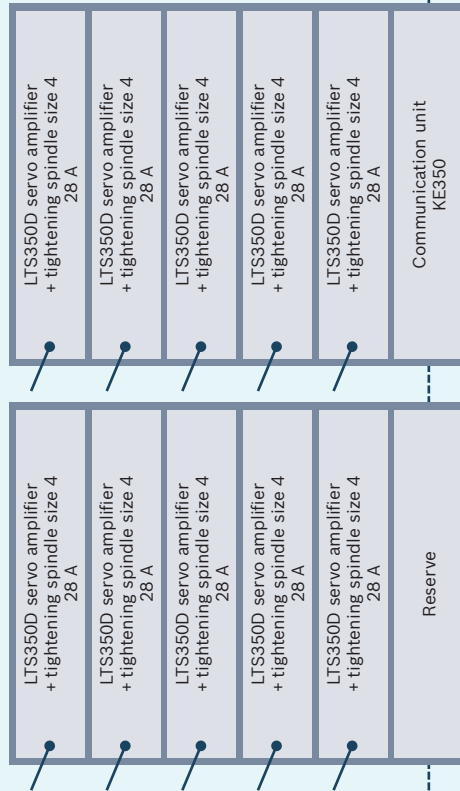 LTS350D servo amplifier
+ tightening spindle size 4
28 A
LTS350D servo amplifier
+ tightening spindle size 4
28 A
LTS350D servo amplifier
+ tightening spindle size 4
28 A
LTS350D servo amplifier
+ tightening spindle size 4
28 A
LTS350D servo amplifier
+ tightening spindle size 4
28 A
Communication unit
KE350
LTS350D servo amplifier
+ tightening spindle size 4
28 A
LTS350D servo amplifier
+ tightening spindle size 4
28 A
LTS350D servo amplifier
+ tightening spindle size 4
28 A
LTS350D servo amplifier
+ tightening spindle size 4
28 A
LTS350D servo amplifier
+ tightening spindle size 4
28 A
Reserve